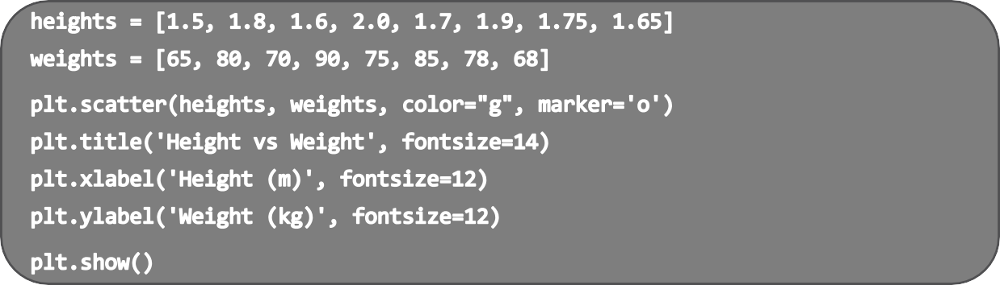 heights = [1.5, 1.8, 1.6, 2.0, 1.7, 1.9, 1.75, 1.65]
weights = [65, 80, 70, 90, 75, 85, 78, 68]
plt.scatter(heights, weights, color="g", marker='o')
plt.title('Height vs Weight', fontsize=14)
plt.xlabel('Height (m)', fontsize=12)
plt.ylabel('Weight (kg)', fontsize=12)
plt.show()